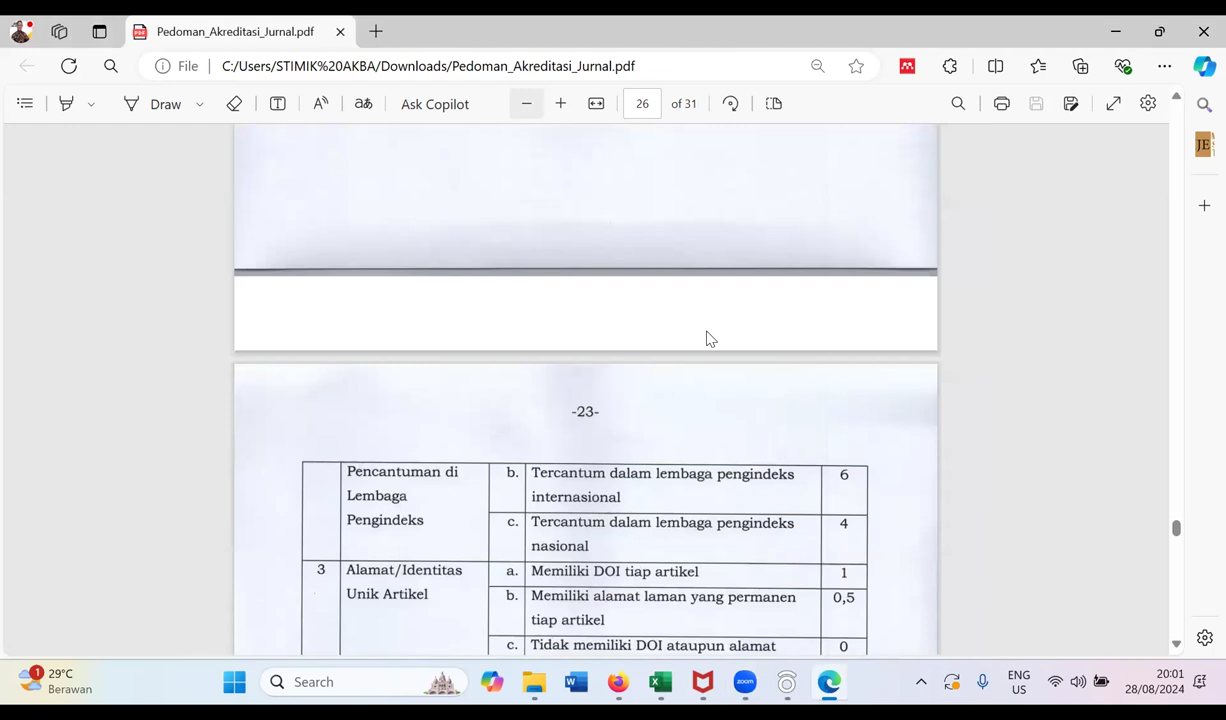 Pedoman_Akreditasi_Jurnal.pdf
File C:/Users/STIMIK%20AKBA/Downloads/Pedoman_Akreditasi_Jurnal.pdf
Draw
Ask Copilot
26 of 31
JE
-23-
Pencantuman di Lembaga Pengindeks
b. Tercantum dalam lembaga pengindeks 6
internasional
c. Tercantum dalam lembaga pengindeks 4
nasional
3 Alamat/Identitas Unik Artikel
a. Memiliki DOI tiap artikel 1
b. Memiliki alamat laman yang permanen 0,5
tiap artikel
c. Tidak memiliki DOI ataupun alamat 0
1
29°C
Berawan
Search
zoom
ENG
US
20:01
28/08/2024